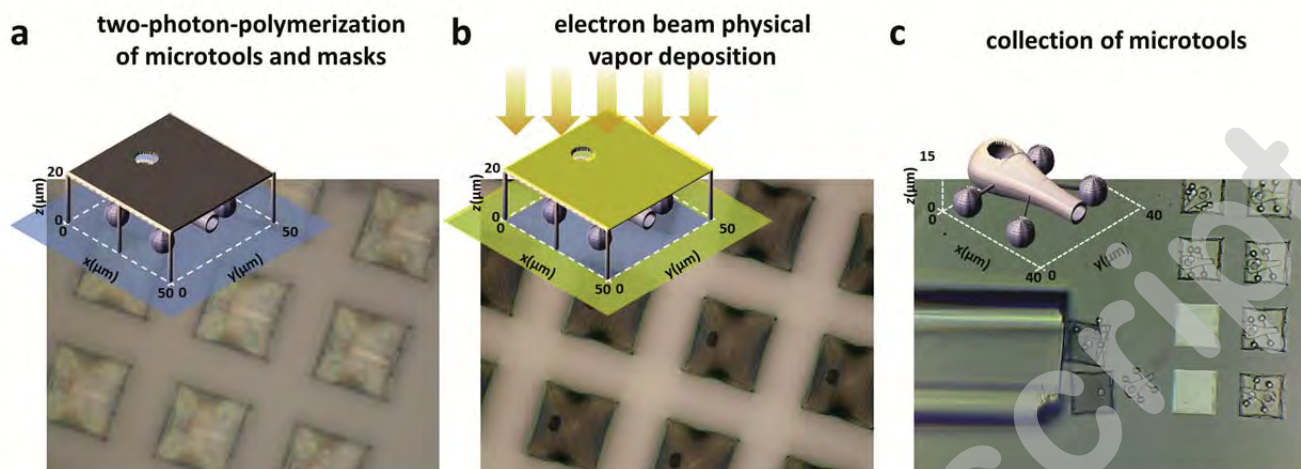 a
two-photon-polymerization
of microtools and masks
20
z(µm)
0
0
x(µm)
50
0
y(µm)
50
b
electron beam physical
vapor deposition
20
z(µm)
0
0
x(µm)
50
0
y(µm)
50
c
collection of microtools
15
z(µm)
0
0
x(µm)
40
0
y(µm)
40
script